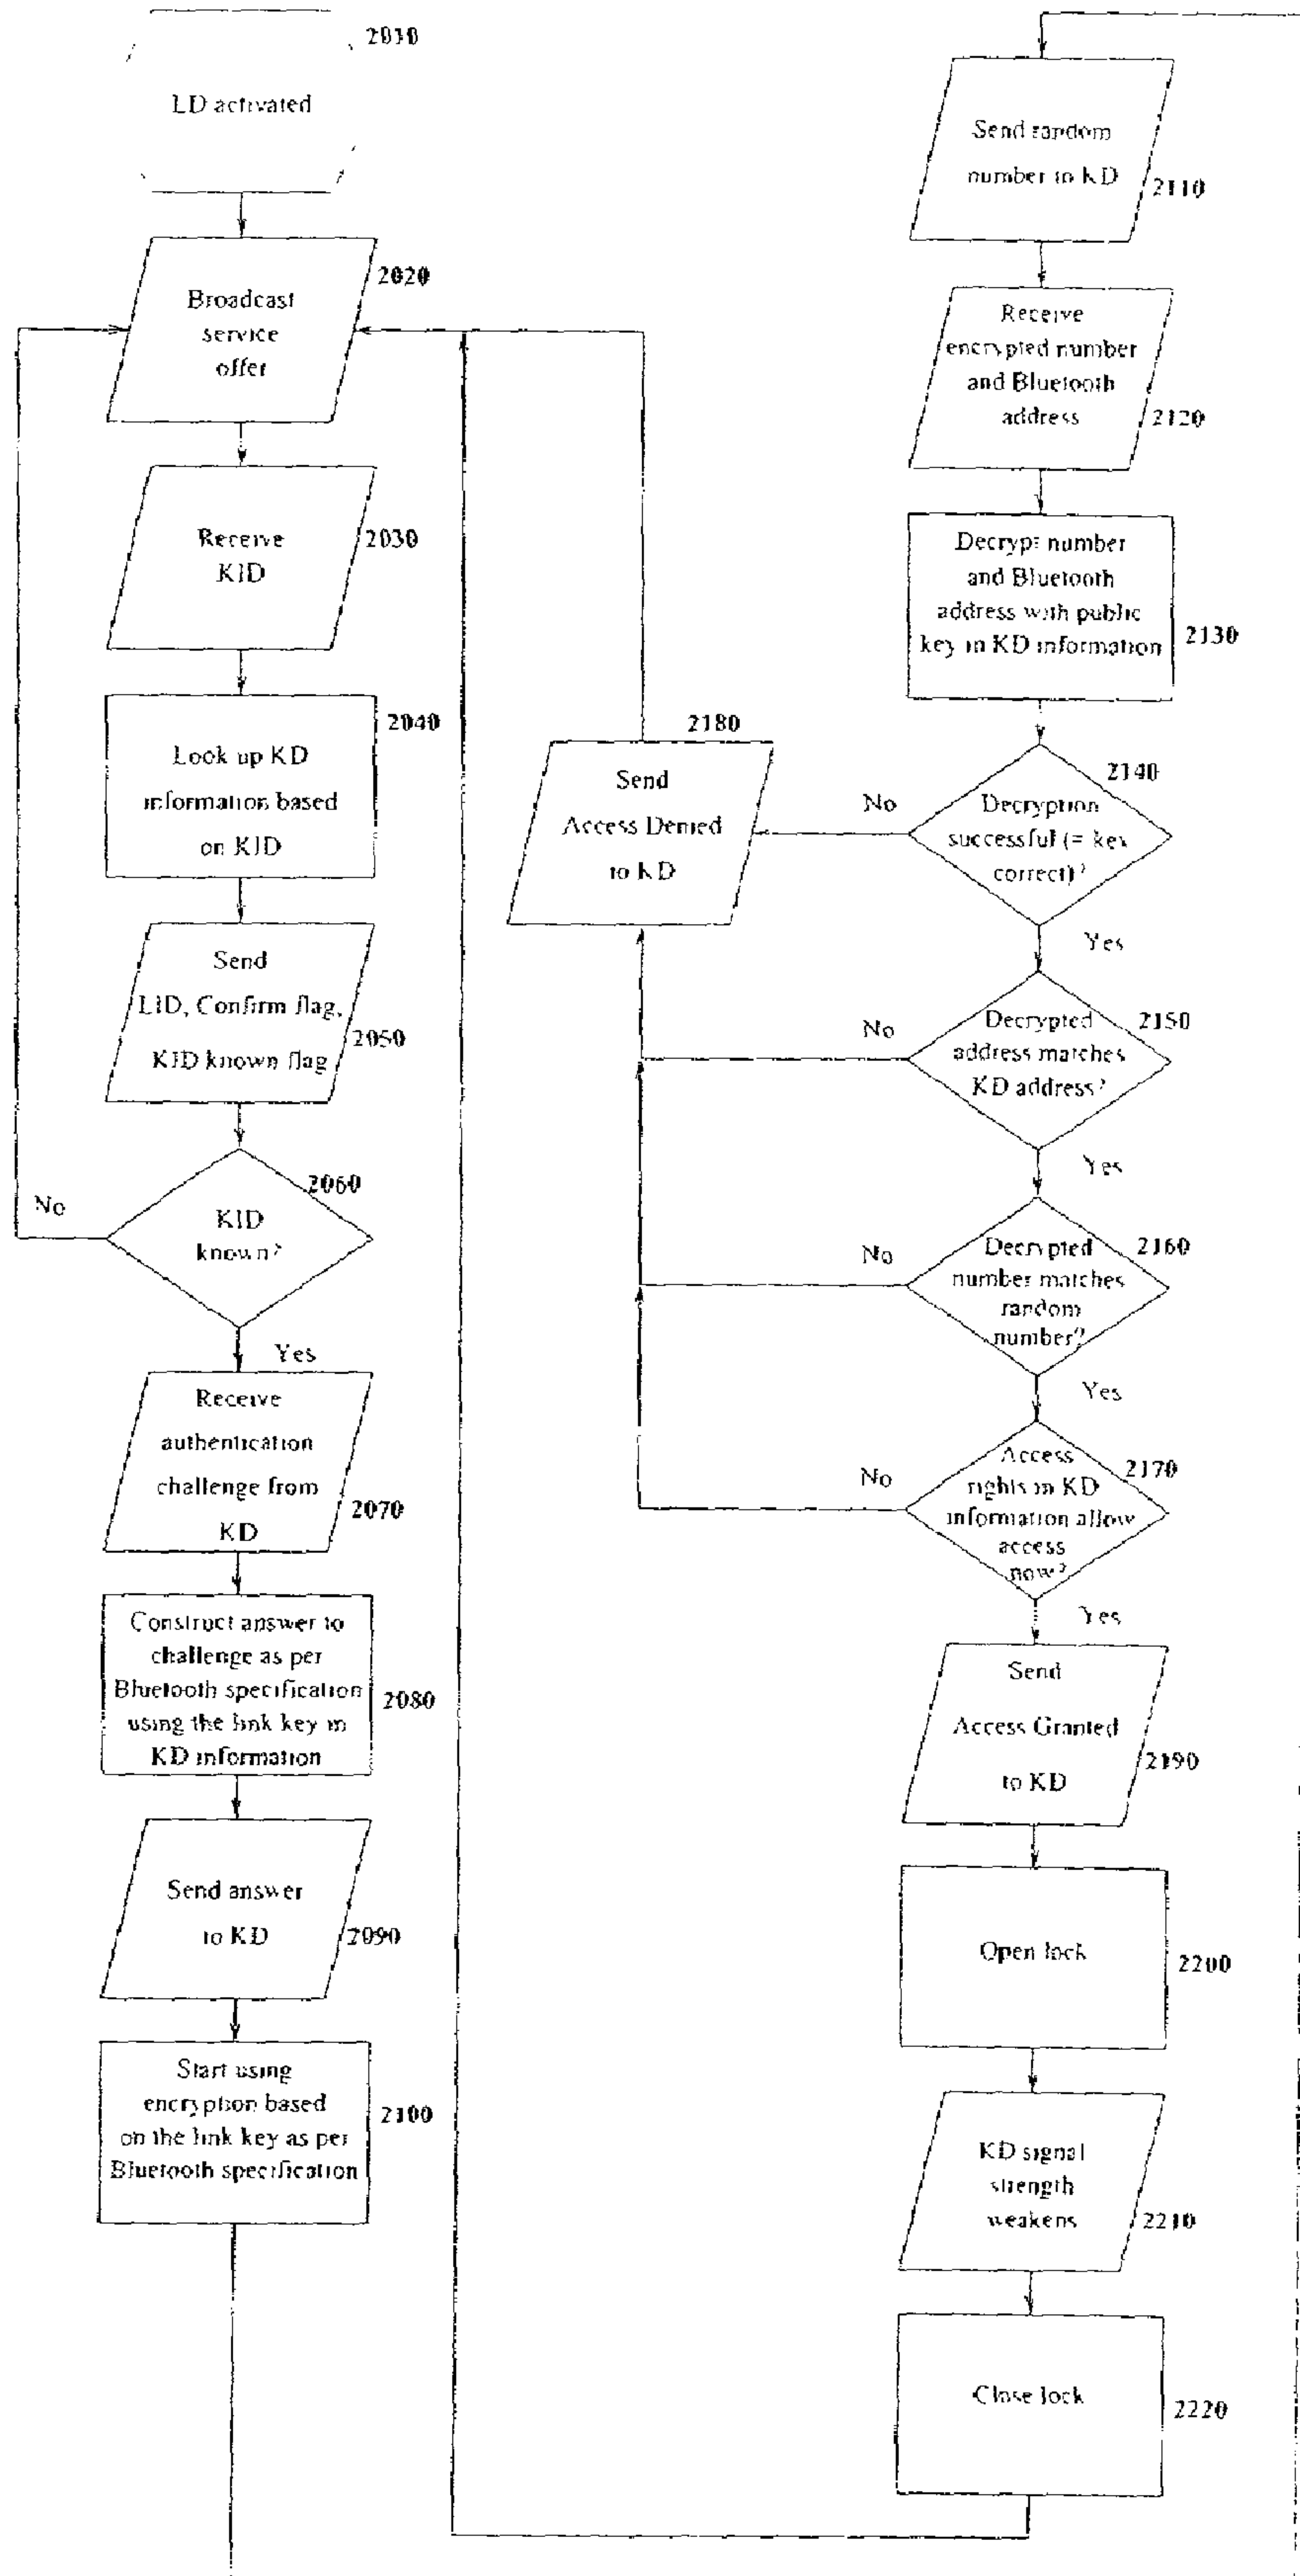 2010
LD activated
2020
Broadcast
service
offer
2030
Receive
KID
2040
Look up KD
information based
on KID
Send
LID, Confirm flag,
KID known flag
2050
2060
KID
known?
No
Yes
Receive
authentication
challenge from
KD
2070
Construct answer to
challenge as per
Bluetooth specification
using the link key in
KD information
2080
Send answer
to KD
2090
Start using
encryption based
on the link key as per
Bluetooth specification
2100
Send random
number to KD
2110
Receive
encrypted number
and Bluetooth
address
2120
Decrypt number
and Bluetooth
address with public
key in KD information
2130
2140
Decryption
successful (= key
correct)?
No
Yes
2180
Send
Access Denied
to KD
2150
Decrypted
address matches
KD address?
No
Yes
2160
Decrypted
number matches
random
number?
No
Yes
2170
Access
rights in KD
information allow
access
now?
No
Yes
Send
Access Granted
to KD
2190
Open lock
2200
KD signal
strength
weakens
2210
Close lock
2220